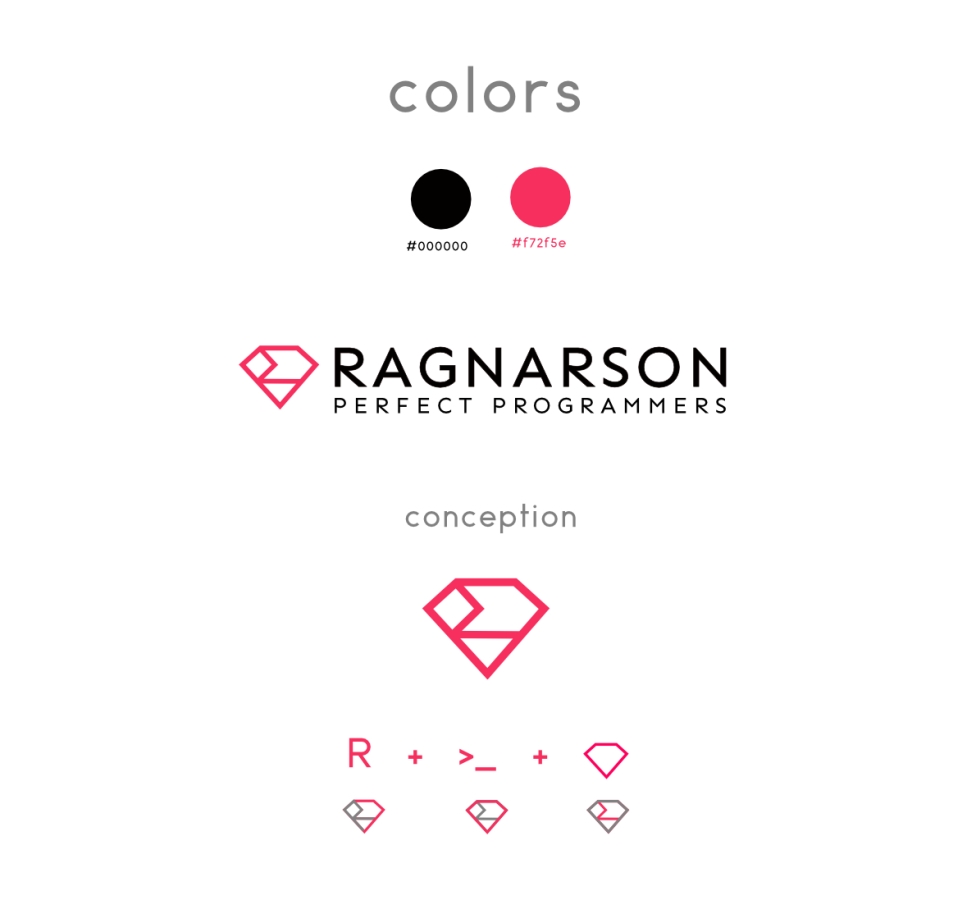 colors
#000000 #f72f5e
RAGNARSON
PERFECT PROGRAMMERS
conception
R + >_ +